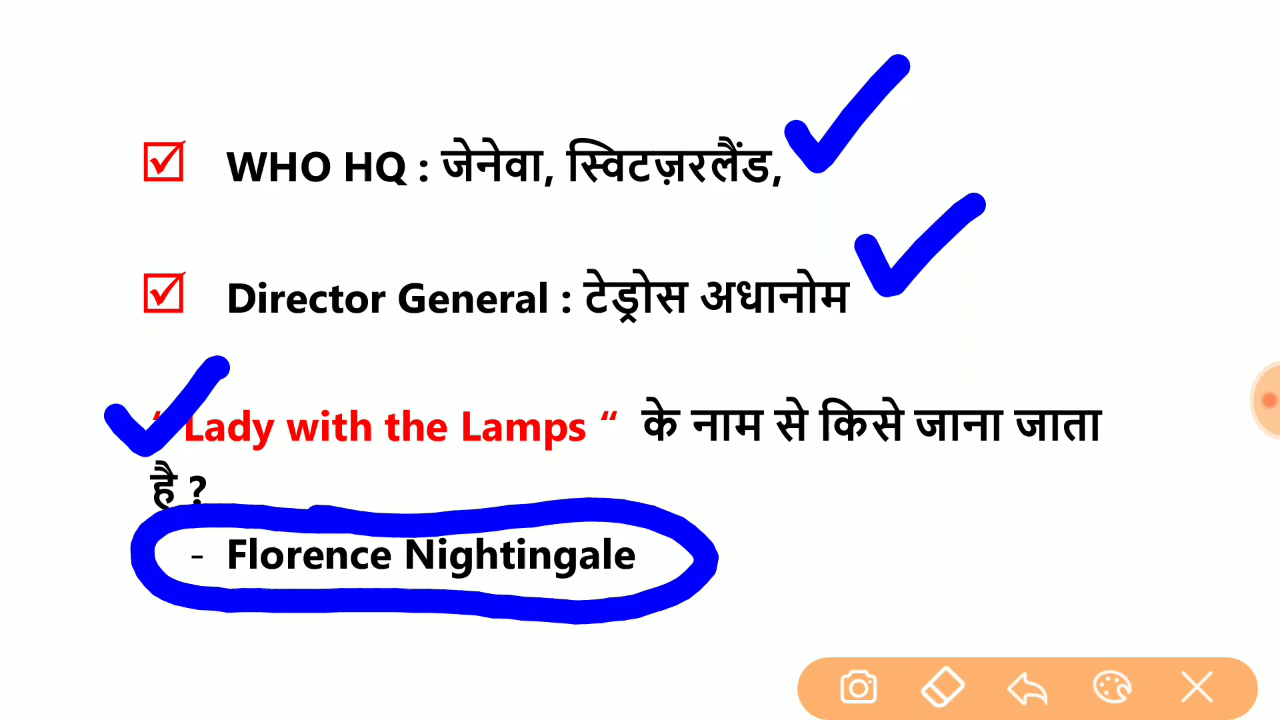 WHO HQ : जेनेवा, स्विटज़रलैंड,
Director General : टेड्रोस अधानोम
“ Lady with the Lamps “ के नाम से किसे जाना जाता
है ?
- Florence Nightingale